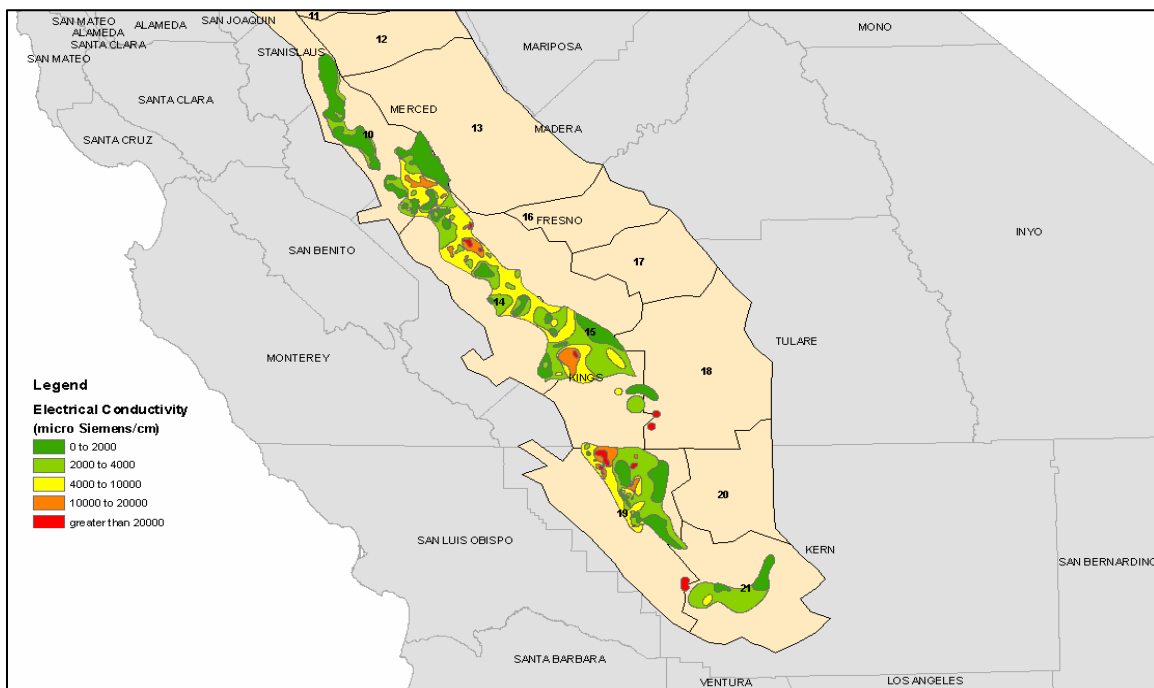 11
SAN MATEO
ALAMEDA
SAN JOAQUIN
ALAMEDA
12
SANTA CLARA
STANISLAUS
MARIPOSA
MONO
SAN MATEO
SANTA CLARA
MERCED
13
MADERA
10
SANTA CRUZ
16
FRESNO
INYO
SAN BENITO
17
14
15
TULARE
18
MONTEREY
KINGS
Legend
Electrical Conductivity
(micro Siemens/cm)
0 to 2000
2000 to 4000
4000 to 10000
10000 to 20000
greater than 20000
19
20
SAN LUIS OBISPO
KERN
SAN BERNARDINO
21
SANTA BARBARA
VENTURA
LOS ANGELES